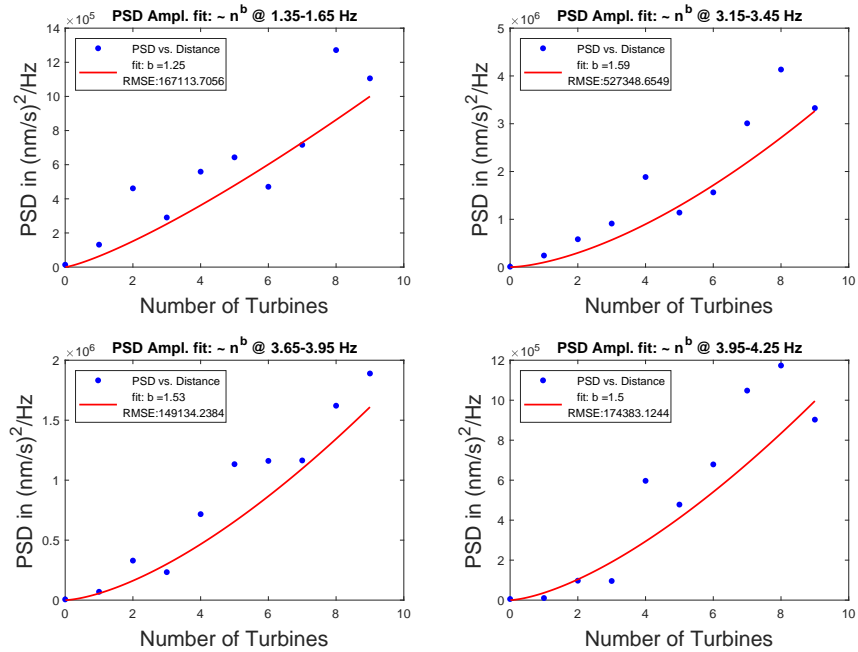 PSD Ampl. fit: ~ n^b @ 1.35-1.65 Hz
×10^5
14
12
10
8
6
4
2
0
0 2 4 6 8 10
PSD in (nm/s)^2/Hz
Number of Turbines
PSD vs. Distance
fit: b =1.25
RMSE:167113.7056
PSD Ampl. fit: ~ n^b @ 3.15-3.45 Hz
×10^6
5
4
3
2
1
0
0 2 4 6 8 10
PSD in (nm/s)^2/Hz
Number of Turbines
PSD vs. Distance
fit: b =1.59
RMSE:527348.6549
PSD Ampl. fit: ~ n^b @ 3.65-3.95 Hz
×10^6
2
1.5
1
0.5
0
0 2 4 6 8 10
PSD in (nm/s)^2/Hz
Number of Turbines
PSD vs. Distance
fit: b =1.53
RMSE:149134.2384
PSD Ampl. fit: ~ n^b @ 3.95-4.25 Hz
×10^5
12
10
8
6
4
2
0
0 2 4 6 8 10
PSD in (nm/s)^2/Hz
Number of Turbines
PSD vs. Distance
fit: b =1.5
RMSE:174383.1244